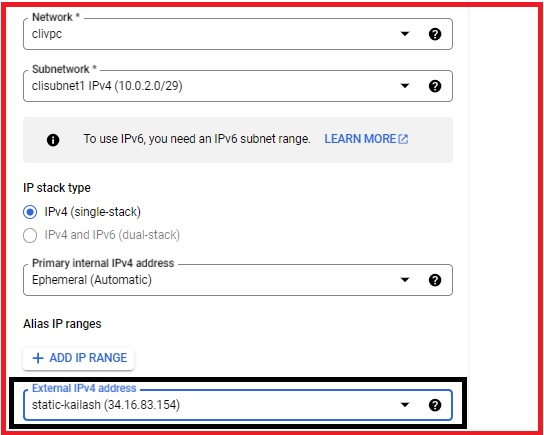 Network *
clivpc
Subnetwork *
clisubnet1 IPv4 (10.0.2.0/29)
To use IPv6, you need an IPv6 subnet range. LEARN MORE
IP stack type
IPv4 (single-stack)
IPv4 and IPv6 (dual-stack)
Primary internal IPv4 address
Ephemeral (Automatic)
Alias IP ranges
+ ADD IP RANGE
External IPv4 address
static-kailash (34.16.83.154)